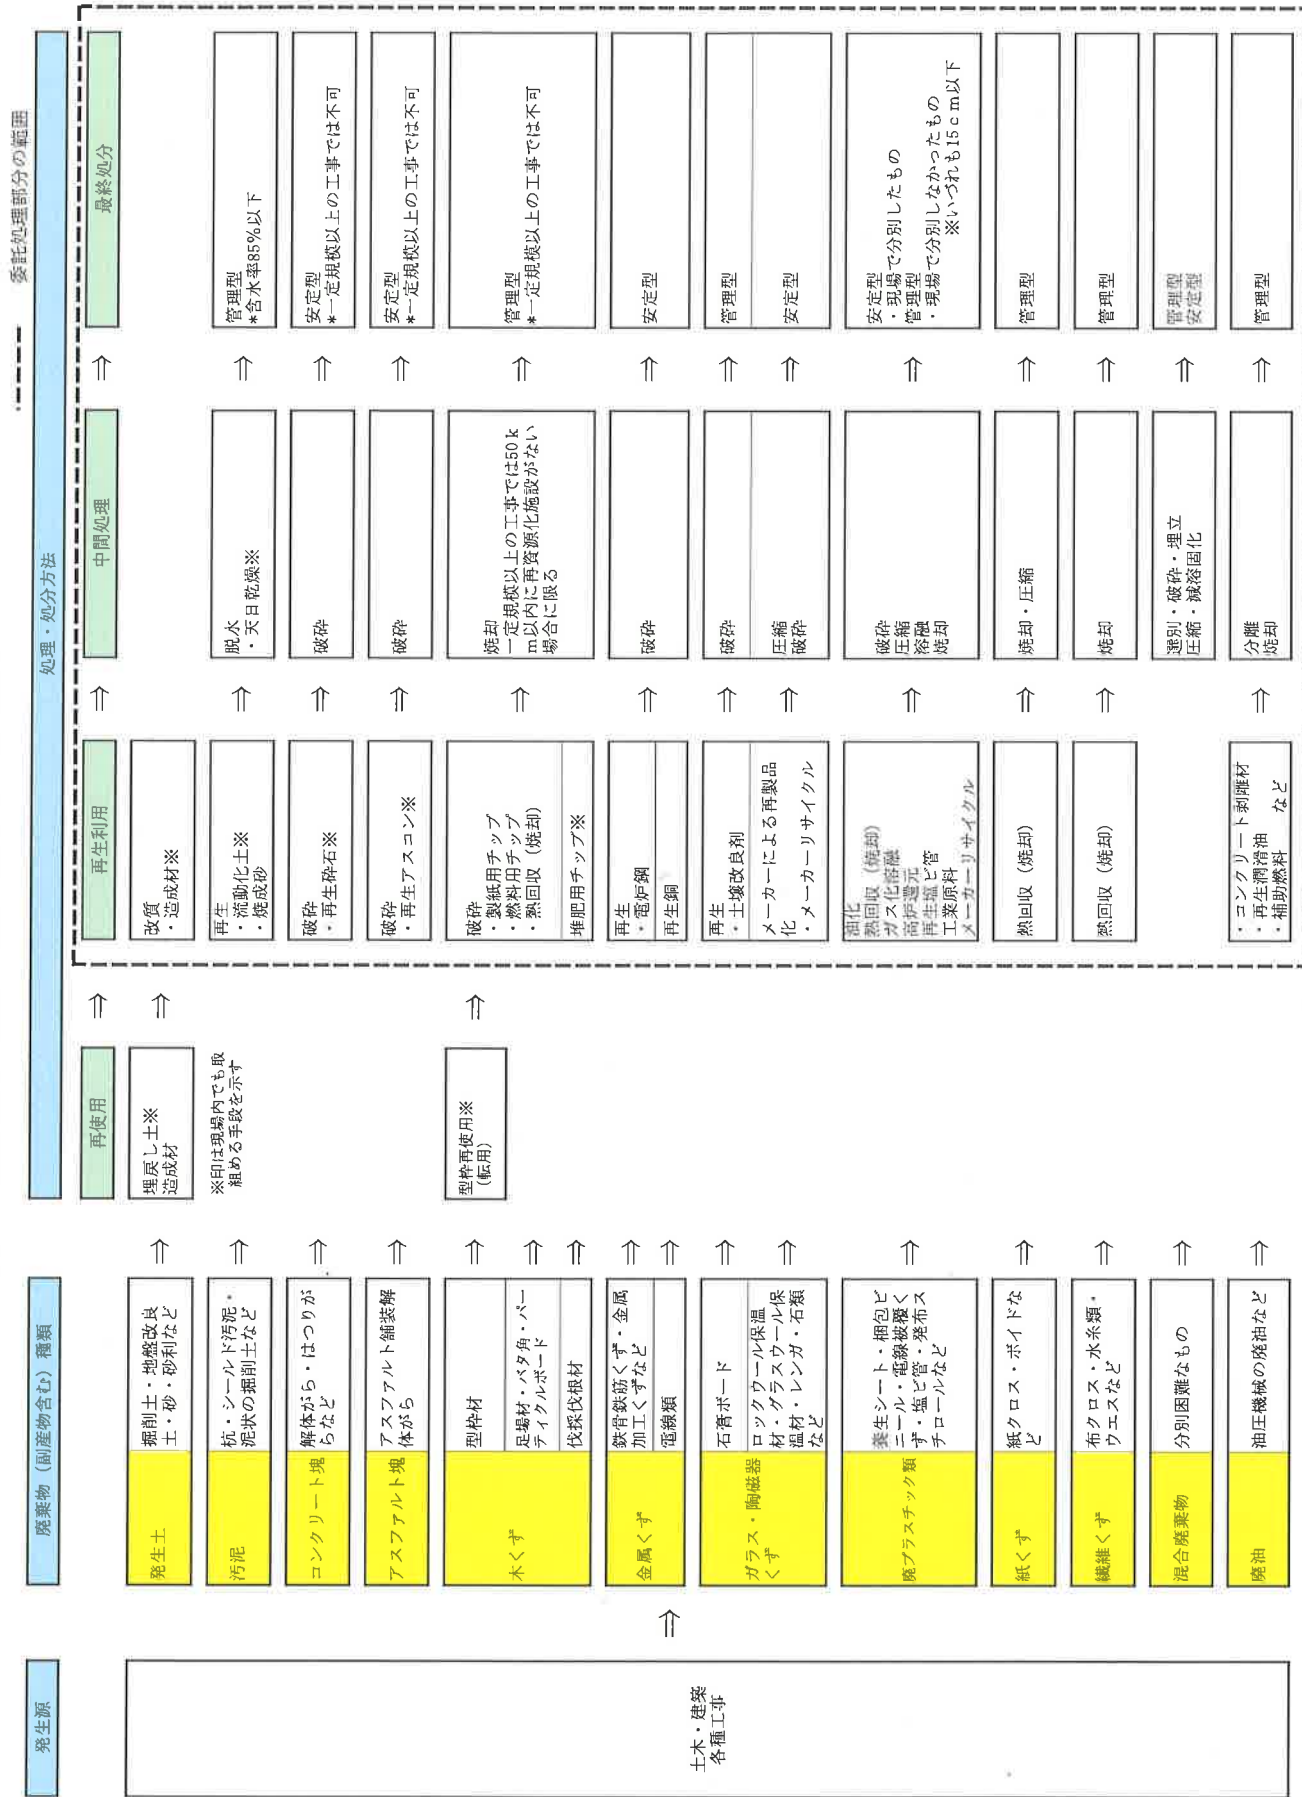 委託処理部分の範囲
発生源
廃棄物（副産物含む）種類
処理・処分方法
再使用
⇒
再生利用
⇒
中間処理
⇒
最終処分
土木・建築
各種工事
⇒
発生土
掘削土・地盤改良
土・砂・砂利など
⇒
埋戻し土※
造成材
⇒
改質
・造成材※
汚泥
杭・シールド汚泥・
泥状の掘削土など
⇒
※印は現場内でも取
組める手段を示す
再生
・流動化土※
・焼成砂
⇒
脱水
・天日乾燥※
⇒
管理型
*含水率85%以下
コンクリート塊
解体がら・はつりが
らなど
⇒
破砕
・再生砕石※
⇒
破砕
⇒
安定型
*一定規模以上の工事では不可
アスファルト塊
アスファルト舗装解
体がら
⇒
破砕
・再生アスコン※
⇒
破砕
⇒
安定型
*一定規模以上の工事では不可
木くず
型枠材
⇒
型枠再使用※
（転用）
⇒
足場材・バタ角・パー
ティクルボード
⇒
伐採伐根材
⇒
破砕
・製紙用チップ
・燃料用チップ
・熱回収（焼却）
堆肥用チップ※
⇒
焼却
一定規模以上の工事では50k
m以内に再資源化施設がない
場合に限る
⇒
管理型
*一定規模以上の工事では不可
金属くず
鉄骨鉄筋くず・金属
加工くずなど
⇒
電線類
⇒
再生
・電炉鋼
再生銅
⇒
破砕
⇒
安定型
ガラス・陶磁器
くず
石膏ボード
⇒
再生
・土壌改良剤
⇒
破砕
⇒
管理型
ロックウール保温
材・グラスウール保
温材・レンガ・石類
など
⇒
メーカーによる再製品
化
・メーカーリサイクル
⇒
圧縮
破砕
⇒
安定型
廃プラスチック類
養生シート・梱包ビ
ニール・電線被覆く
ず・塩ビ管・発布ス
チロールなど
⇒
油化
熱回収（焼却）
ガス化溶融
高炉還元
再生塩ビ管
工業原料
メーカーリサイクル
⇒
破砕
圧縮
溶融
焼却
⇒
安定型
・現場で分別したもの
管理型
・現場で分別しなかったもの
※いづれも15ｃｍ以下
紙くず
紙クロス・ボイドな
ど
⇒
熱回収（焼却）
⇒
焼却・圧縮
⇒
管理型
繊維くず
布クロス・水糸類・
ウエスなど
⇒
熱回収（焼却）
⇒
焼却
⇒
管理型
混合廃棄物
分別困難なもの
⇒
選別・破砕・埋立
圧縮・減溶固化
⇒
管理型
安定型
廃油
油圧機械の廃油など
⇒
・コンクリート剥離材
・再生潤滑油
・補助燃料　など
⇒
分離
焼却
⇒
管理型